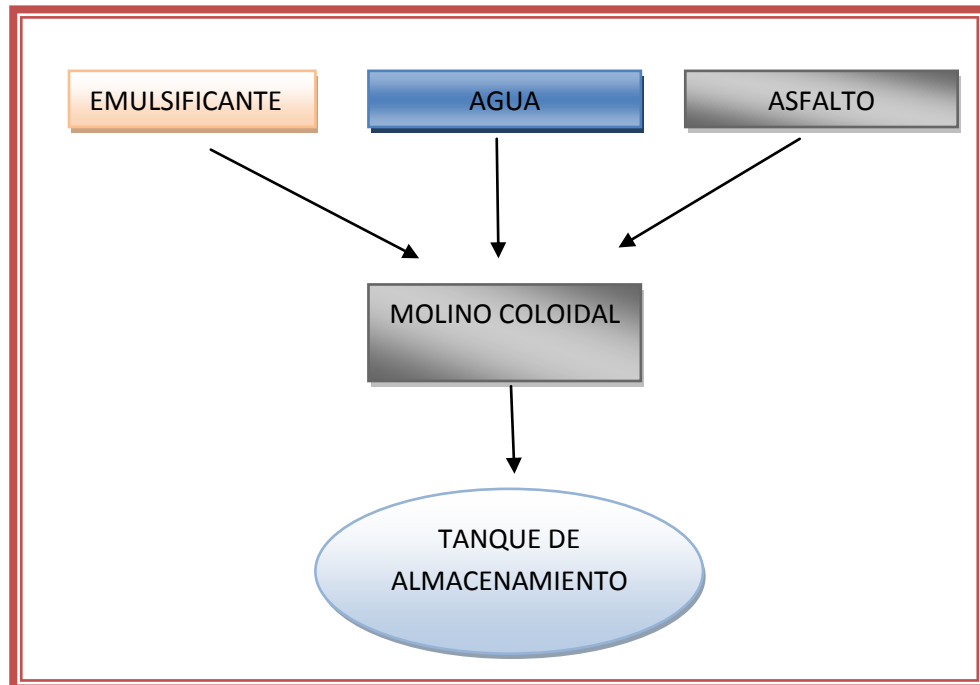 EMULSIFICANTE
AGUA
ASFALTO
MOLINO COLOIDAL
TANQUE DE
ALMACENAMIENTO